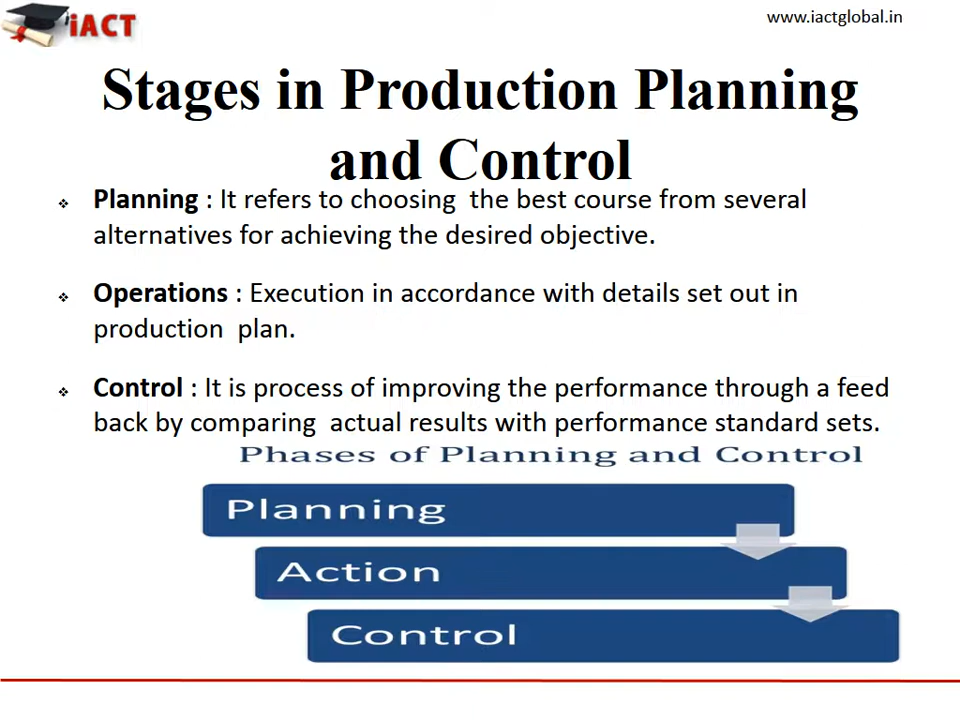 iACT
www.iactglobal.in
Stages in Production Planning
and Control
Planning : It refers to choosing the best course from several
alternatives for achieving the desired objective.
Operations : Execution in accordance with details set out in
production plan.
Control : It is process of improving the performance through a feed
back by comparing actual results with performance standard sets.
Phases of Planning and Control
Planning
Action
Control